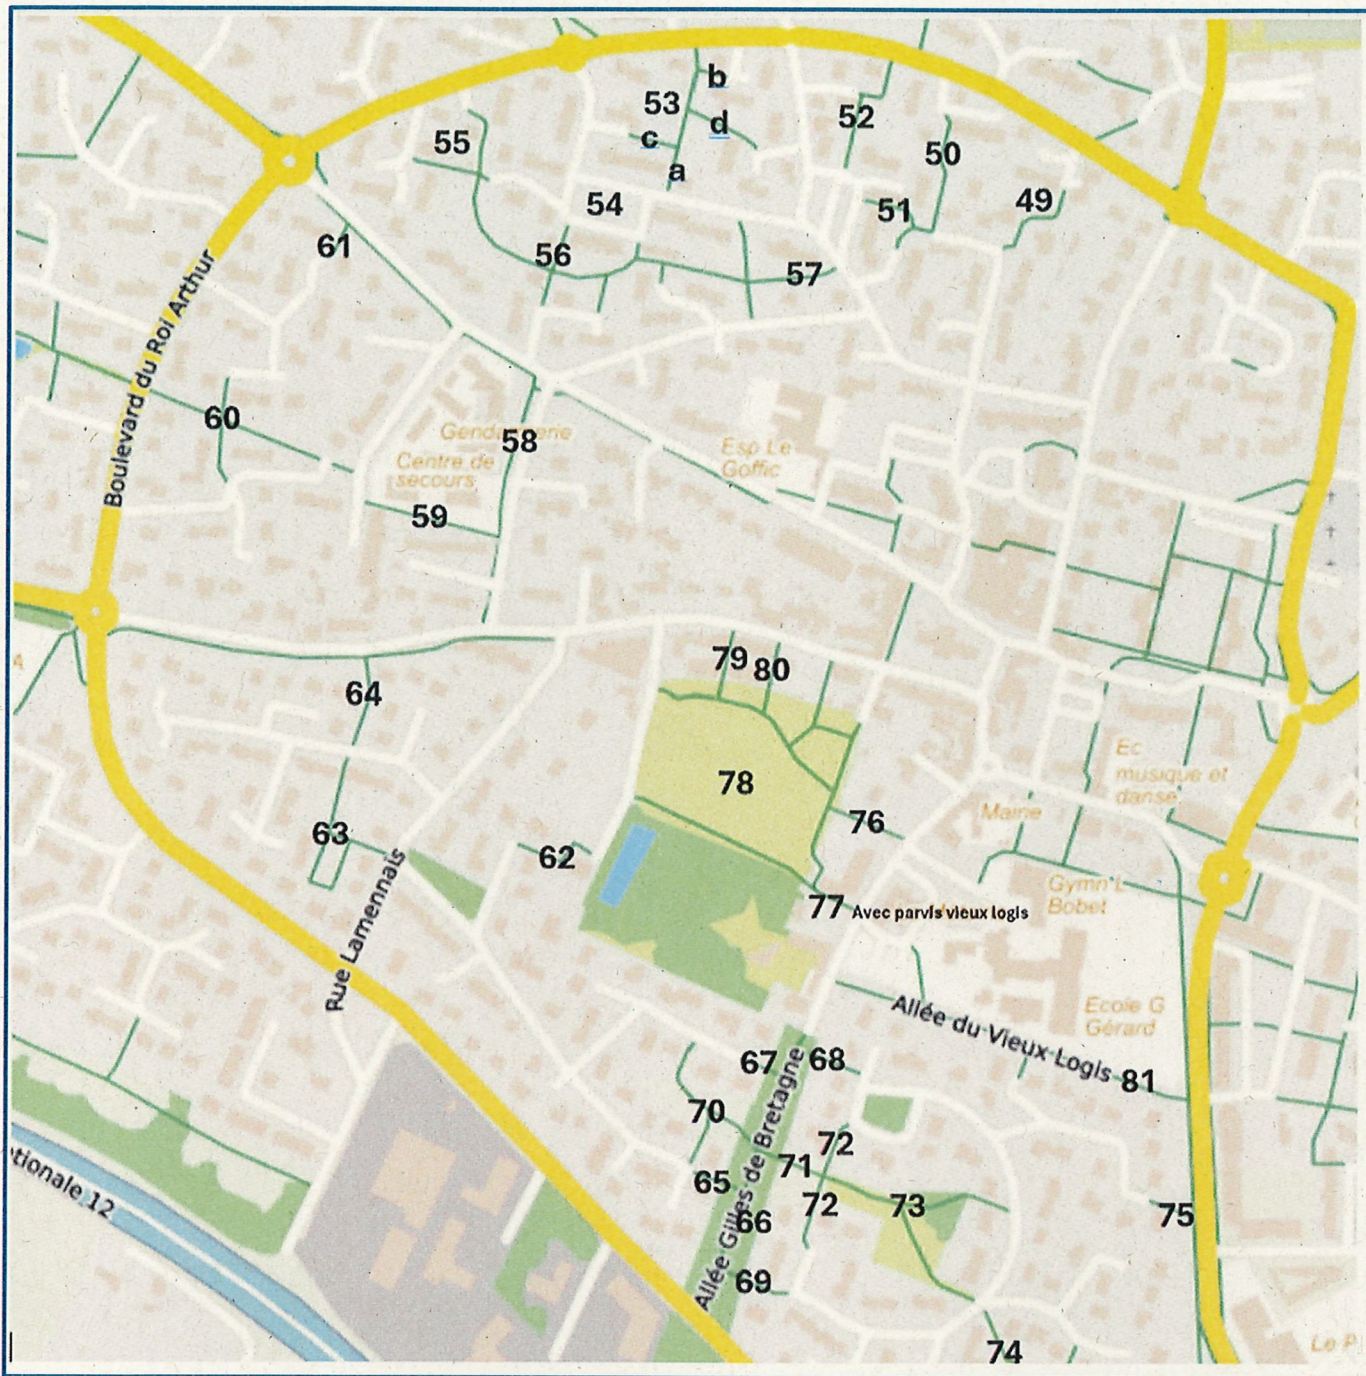 b
53
52
d
c
55
50
a
49
54
51
61
56
57
Boulevard du Roi Arthur
60
Gendarmerie
58
Esp Le
Goffic
Centre de
secours
59
79
80
64
Ec
musique et
danse
78
Mairie
76
63
62
Gymn L
Bobet
Rue Lamennais
77 Avec parvis vieux logis
Ecole G
Gérard
Allée du Vieux Logis
67
68
81
70
72
71
65
72
73
66
75
tionale 12
69
Allée Gilles de Bretagne
74
Le P